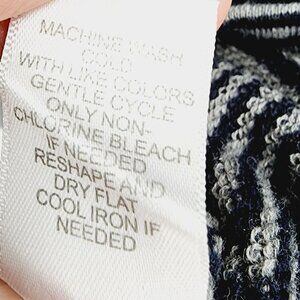 MACHINE WASH
COLD
WITH LIKE COLORS
GENTLE CYCLE
ONLY NON-
CHLORINE BLEACH
IF NEEDED
RESHAPE AND
DRY FLAT
COOL IRON IF
NEEDED